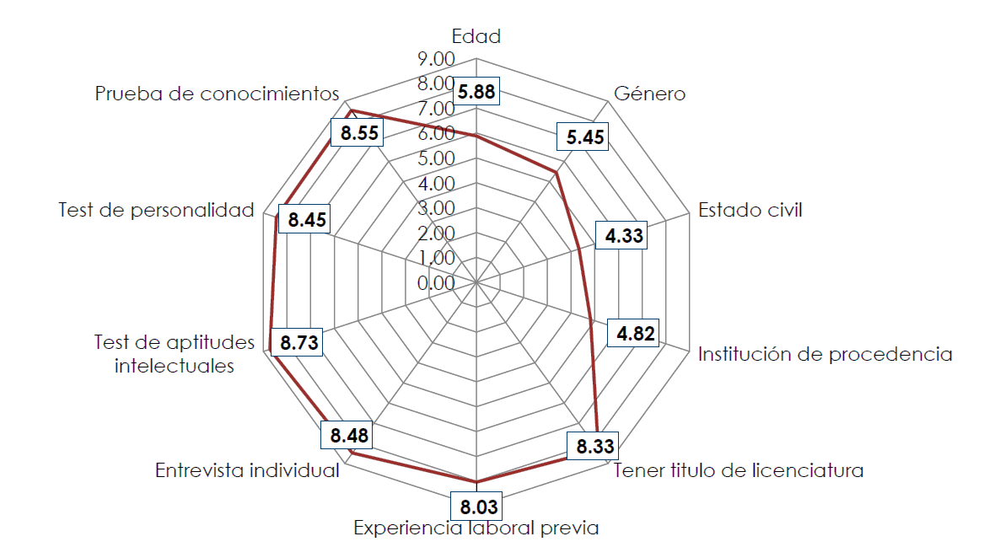 Edad
9.00
8.00
7.00
6.00
5.00
4.00
3.00
2.00
1.00
0.00
5.88
Género
5.45
Estado civil
4.33
Institución de procedencia
4.82
Tener titulo de licenciatura
8.33
Experiencia laboral previa
8.03
Entrevista individual
8.48
Test de aptitudes
intelectuales
8.73
Test de personalidad
8.45
Prueba de conocimientos
8.55